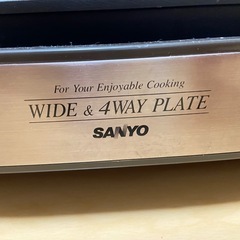 For Your Enjoyable Cooking
WIDE & 4WAY PLATE
SANYO